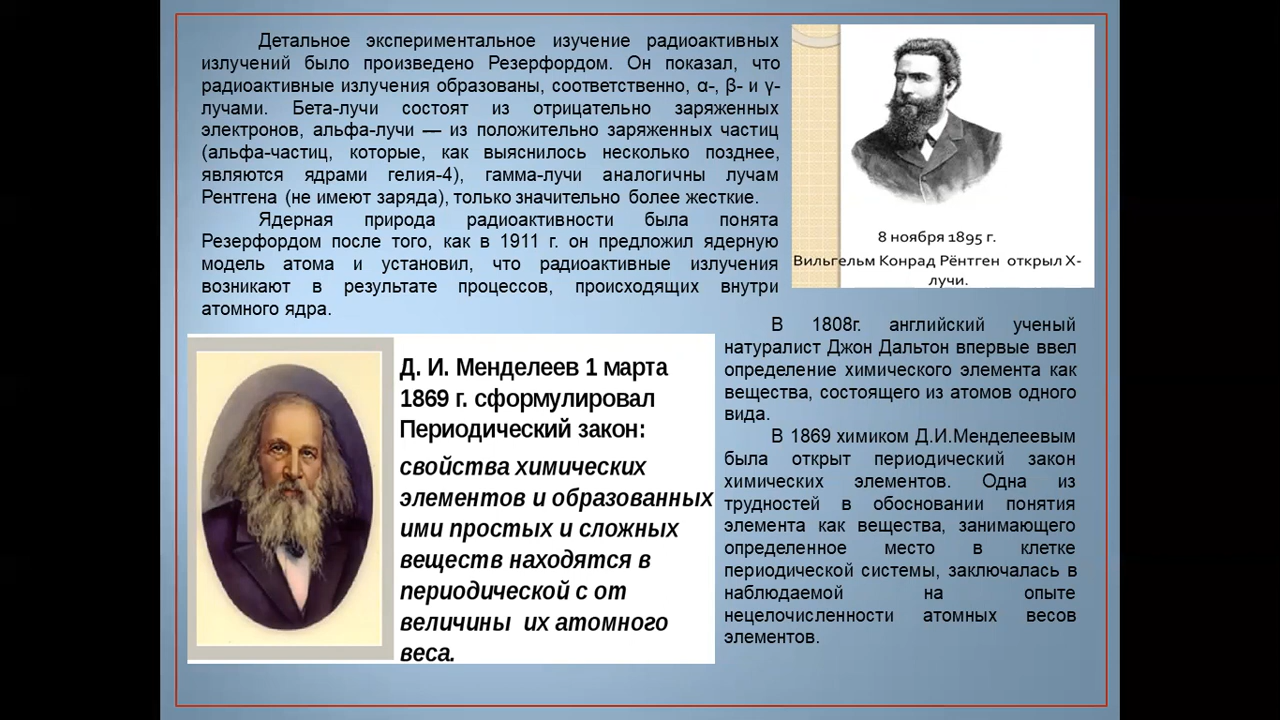 Детальное экспериментальное изучение радиоактивных
излучений было произведено Резерфордом. Он показал, что
радиоактивные излучения образованы, соответственно, α-, β- и γ-
лучами. Бета-лучи состоят из отрицательно заряженных
электронов, альфа-лучи — из положительно заряженных частиц
(альфа-частиц, которые, как выяснилось несколько позднее,
являются ядрами гелия-4), гамма-лучи аналогичны лучам
Рентгена (не имеют заряда), только значительно более жесткие.
Ядерная природа радиоактивности была понята
Резерфордом после того, как в 1911 г. он предложил ядерную
модель атома и установил, что радиоактивные излучения
возникают в результате процессов, происходящих внутри
атомного ядра.
8 ноября 1895 г.
Вильгельм Конрад Рёнтген открыл Х-
лучи.
Д. И. Менделеев 1 марта
1869 г. сформулировал
Периодический закон:
свойства химических
элементов и образованных
ими простых и сложных
веществ находятся в
периодической с от
величины их атомного
веса.
В 1808г. английский ученый
натуралист Джон Дальтон впервые ввел
определение химического элемента как
вещества, состоящего из атомов одного
вида.
В 1869 химиком Д.И.Менделеевым
была открыт периодический закон
химических элементов. Одна из
трудностей в обосновании понятия
элемента как вещества, занимающего
определенное место в клетке
периодической системы, заключалась в
наблюдаемой на опыте
нецелочисленности атомных весов
элементов.